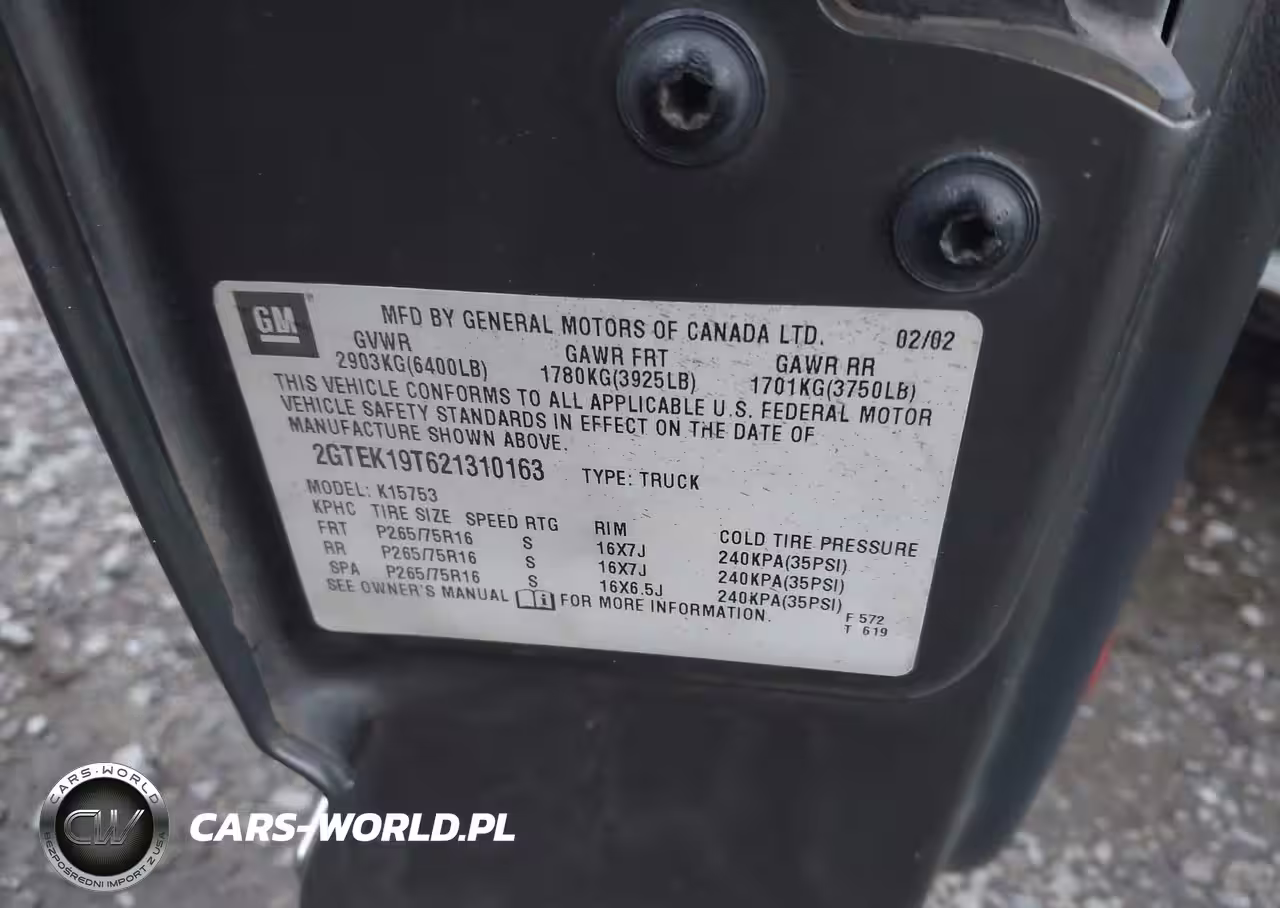 GM
MFD BY GENERAL MOTORS OF CANADA LTD. 02/02
GVWR GAWR FRT GAWR RR
2903KG(6400LB) 1780KG(3925LB) 1701KG(3750LB)
THIS VEHICLE CONFORMS TO ALL APPLICABLE U.S. FEDERAL MOTOR
VEHICLE SAFETY STANDARDS IN EFFECT ON THE DATE OF
MANUFACTURE SHOWN ABOVE.
2GTEK19T621310163 TYPE: TRUCK
MODEL: K15753
KPHC TIRE SIZE SPEED RTG RIM COLD TIRE PRESSURE
FRT P265/75R16 S 16X7J 240KPA(35PSI)
RR P265/75R16 S 16X7J 240KPA(35PSI)
SPA P265/75R16 S 16X6.5J 240KPA(35PSI)
SEE OWNER'S MANUAL FOR MORE INFORMATION.
F 572
T 619
CARS-WORLD
CW
BEZPOŚREDNI IMPORT Z USA
CARS-WORLD.PL